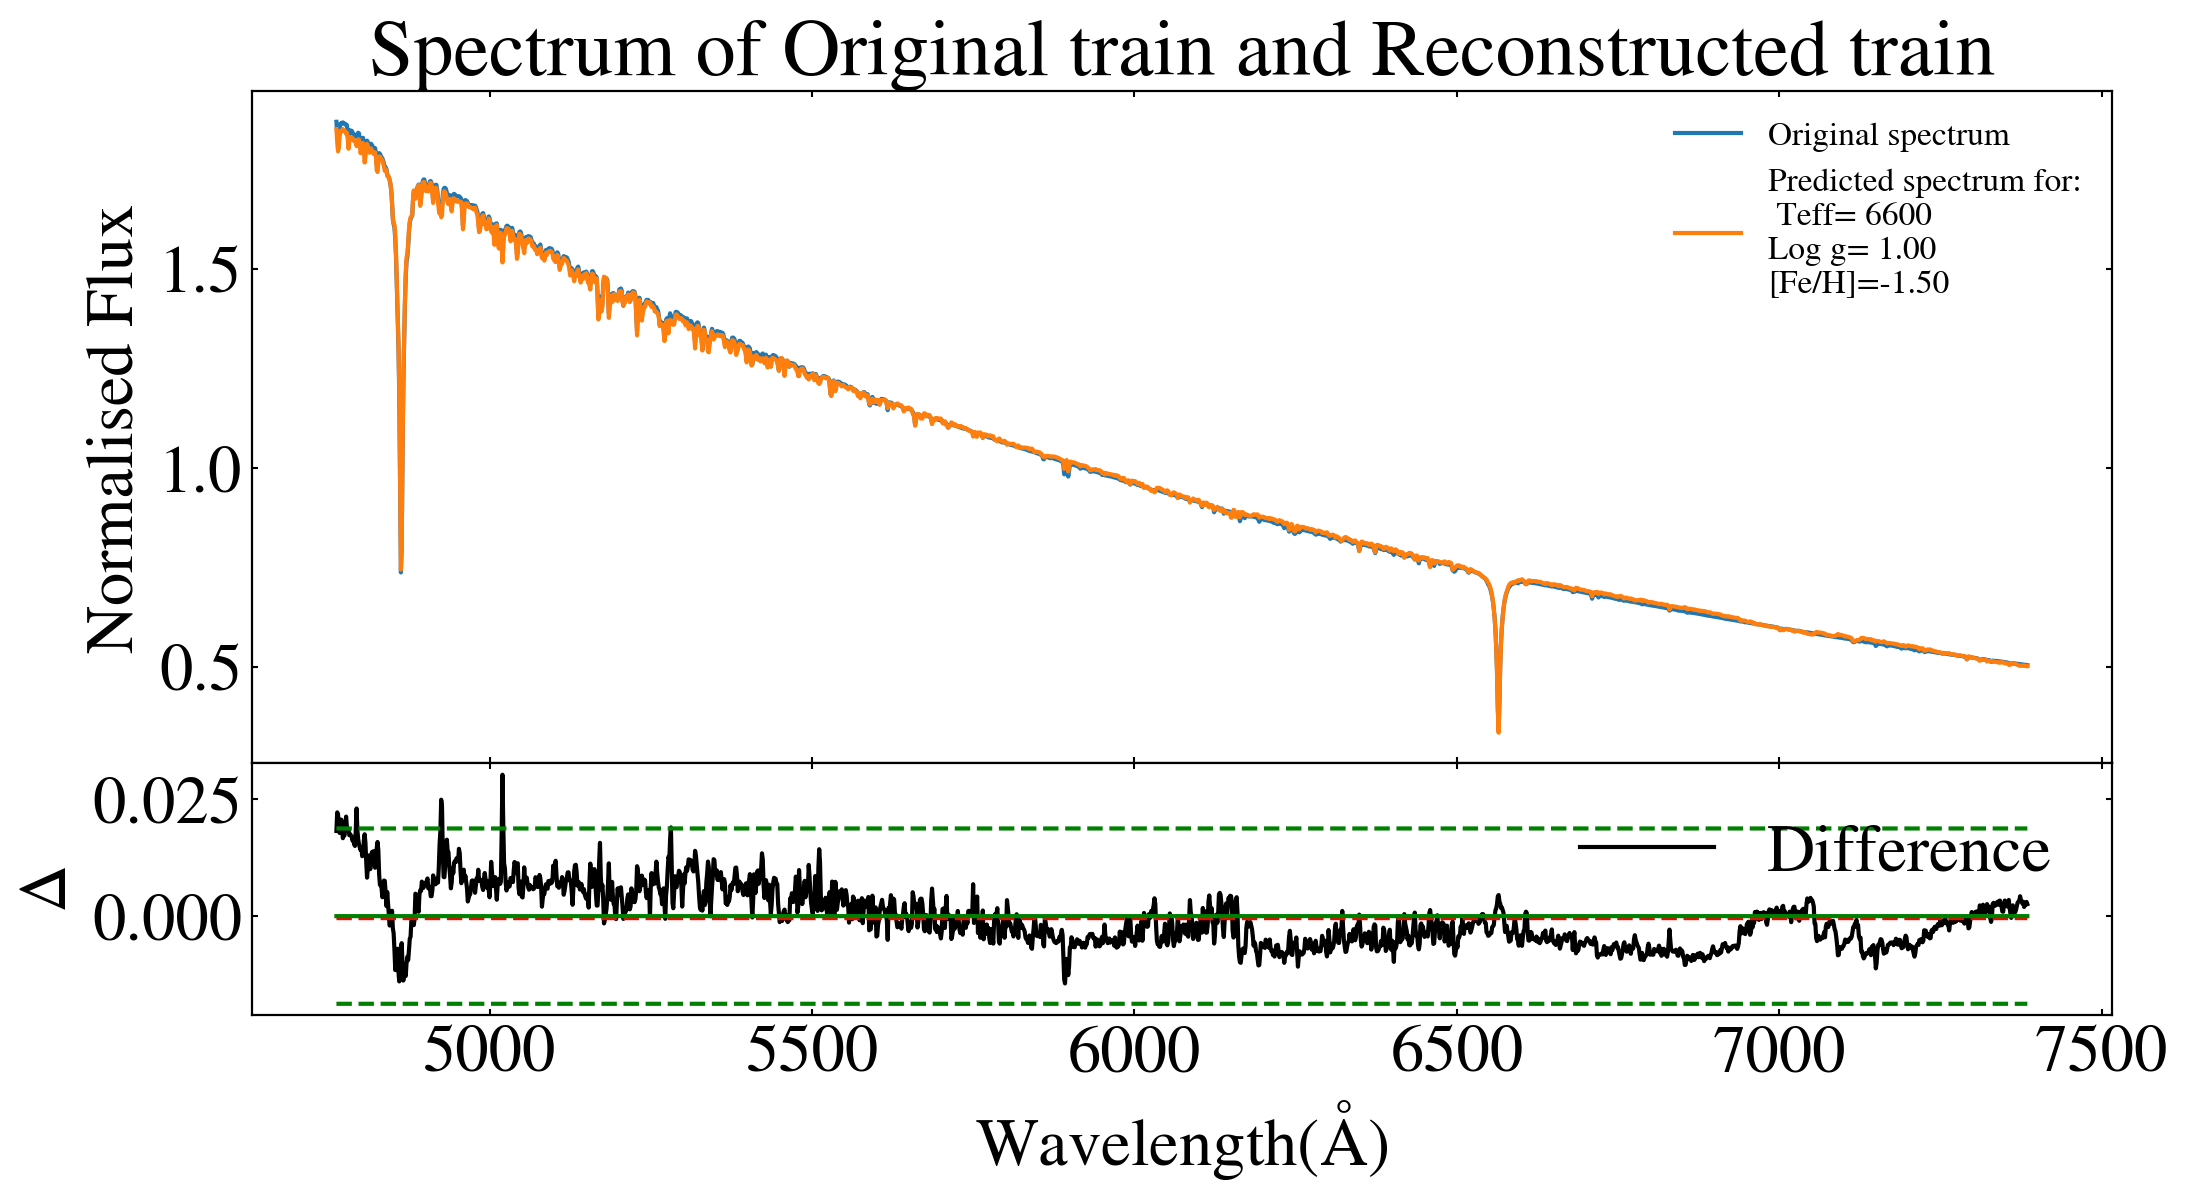 Spectrum of Original train and Reconstructed train
Original spectrum
Predicted spectrum for:
Teff= 6600
Log g= 1.00
[Fe/H]=-1.50
Normalised Flux
1.5
1.0
0.5
Difference
Δ
0.025
0.000
5000
5500
6000
6500
7000
7500
Wavelength(Å)